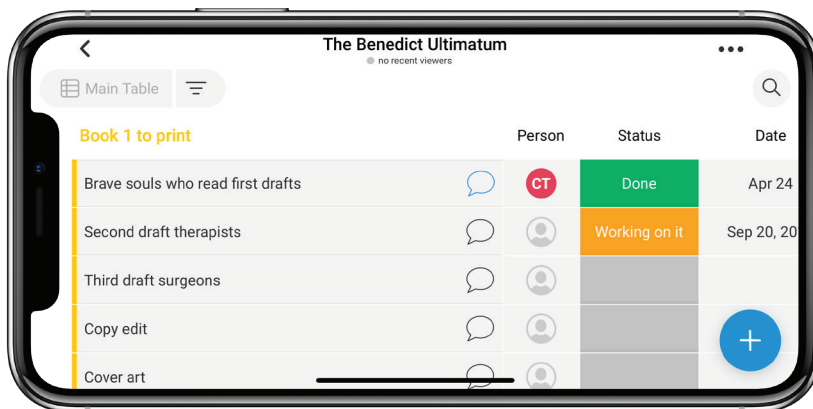 The Benedict Ultimatum
no recent viewers
Main Table
Book 1 to print Person Status Date
Brave souls who read first drafts CT Done Apr 24
Second draft therapists Working on it Sep 20, 20
Third draft surgeons
Copy edit
Cover art